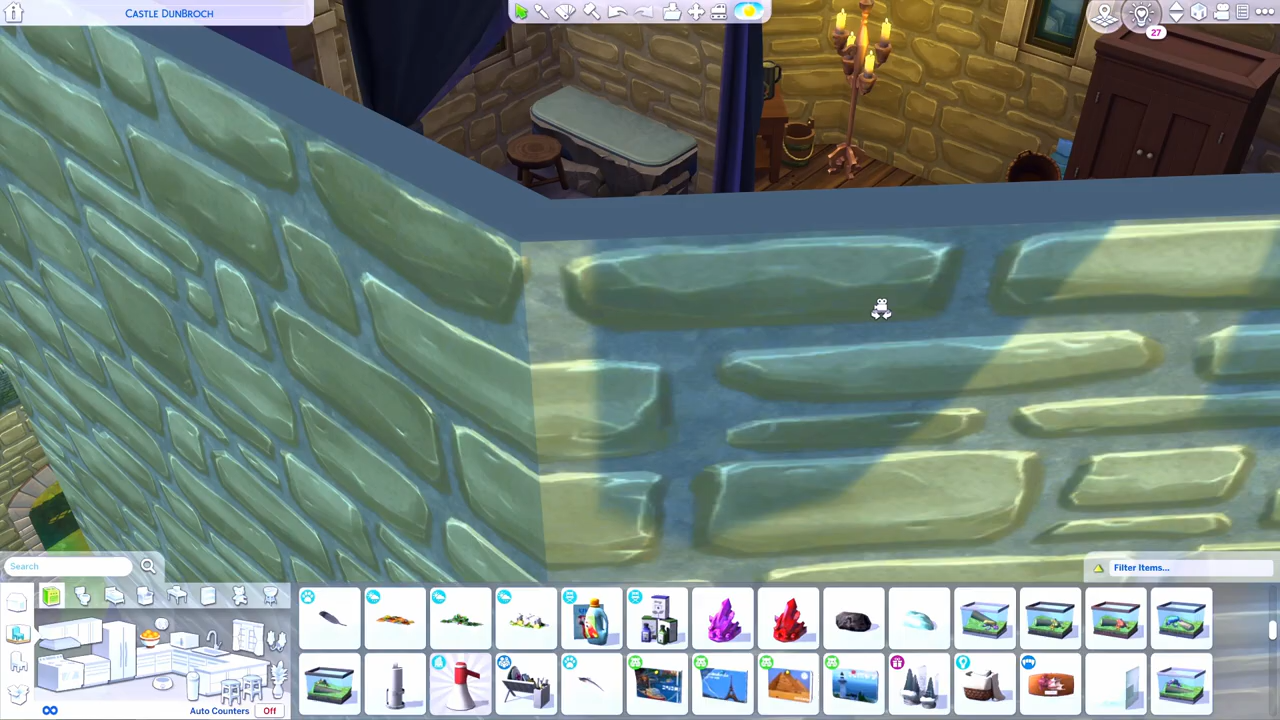 CASTLE DUNBROCH
27
Search
Filter Items...
Auto Counters Off